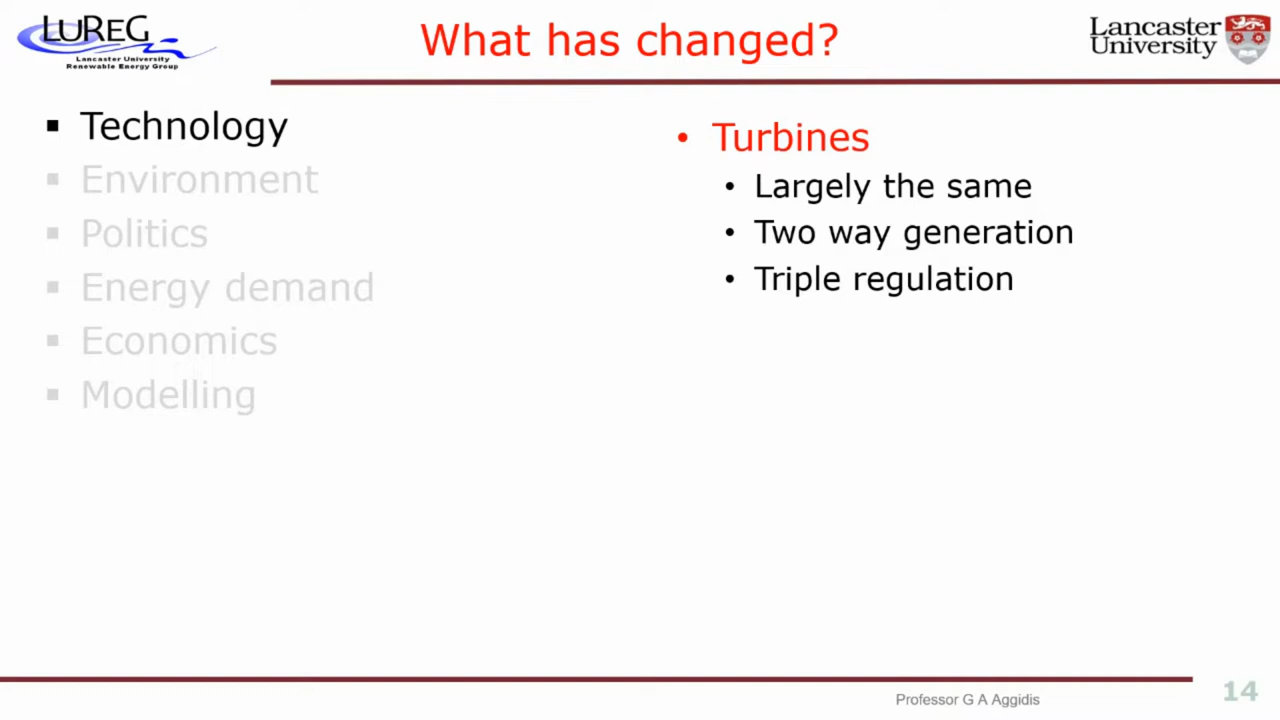 LUREG
Lancaster University
Renewable Energy Group
What has changed?
Lancaster
University
Technology
Environment
Politics
Energy demand
Economics
Modelling
Turbines
Largely the same
Two way generation
Triple regulation
Professor G A Aggidis
14